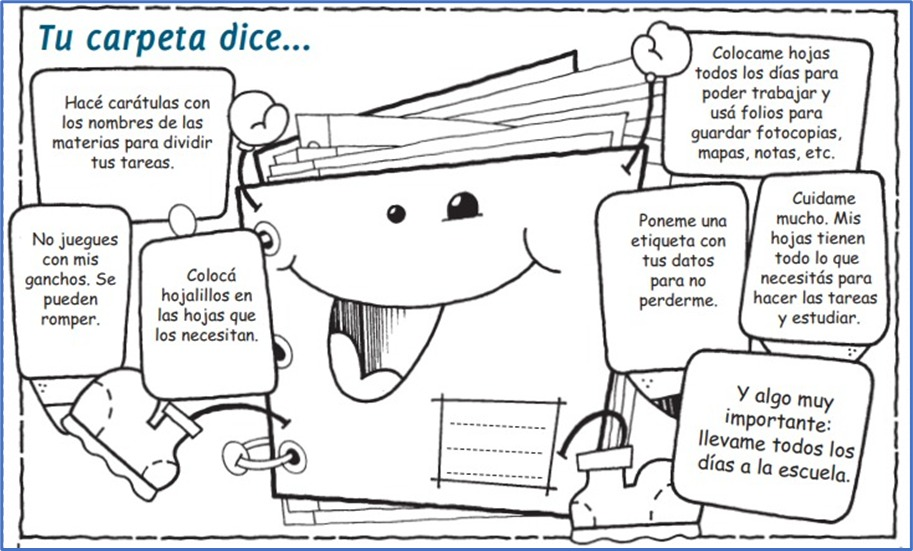 Tu carpeta dice...
Hacé carátulas con
los nombres de las
materias para dividir
tus tareas.
Colocame hojas
todos los días para
poder trabajar y
usá folios para
guardar fotocopias,
mapas, notas, etc.
No juegues
con mis
ganchos. Se
pueden
romper.
Colocá
hojalillos en
las hojas que
los necesitan.
Poneme una
etiqueta con
tus datos
para no
perderme.
Cuidame
mucho. Mis
hojas tienen
todo lo que
necesitás para
hacer las tareas
y estudiar.
Y algo muy
importante:
llevame todos los
días a la escuela.